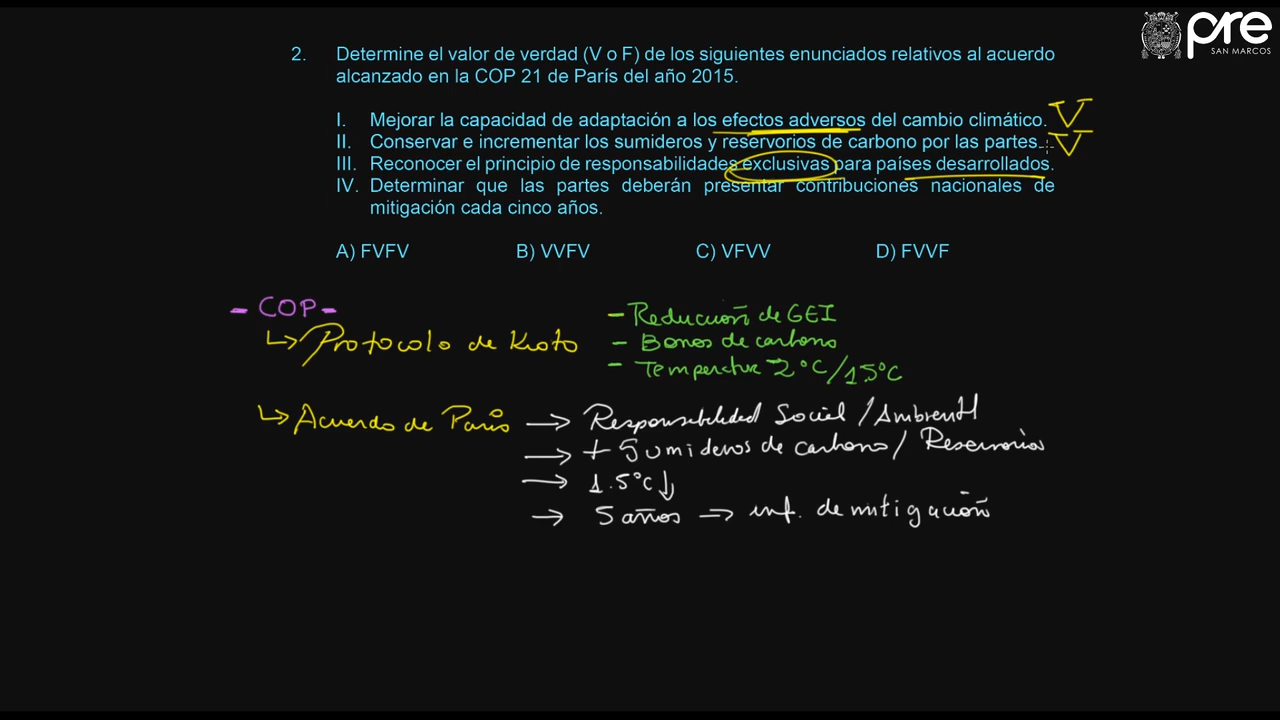 pre
SAN MARCOS
2. Determine el valor de verdad (V o F) de los siguientes enunciados relativos al acuerdo
alcanzado en la COP 21 de París del año 2015.
I. Mejorar la capacidad de adaptación a los efectos adversos del cambio climático. V
II. Conservar e incrementar los sumideros y reservorios de carbono por las partes. V
III. Reconocer el principio de responsabilidades exclusivas para países desarrollados.
IV. Determinar que las partes deberán presentar contribuciones nacionales de
mitigación cada cinco años.
A) FVFV B) VVFV C) VFVV D) FVVF
- COP -
↳ Protocolo de Kioto
- Reducción de GEI
- Bonos de carbono
- Temperatur 2°C/1.5°C
↳ Acuerdo de París → Responsabilidad Social / Ambiental
→ + Sumideros de carbono / Reservorios
→ 1.5°C ↓
→ 5 años → inf. de mitigación